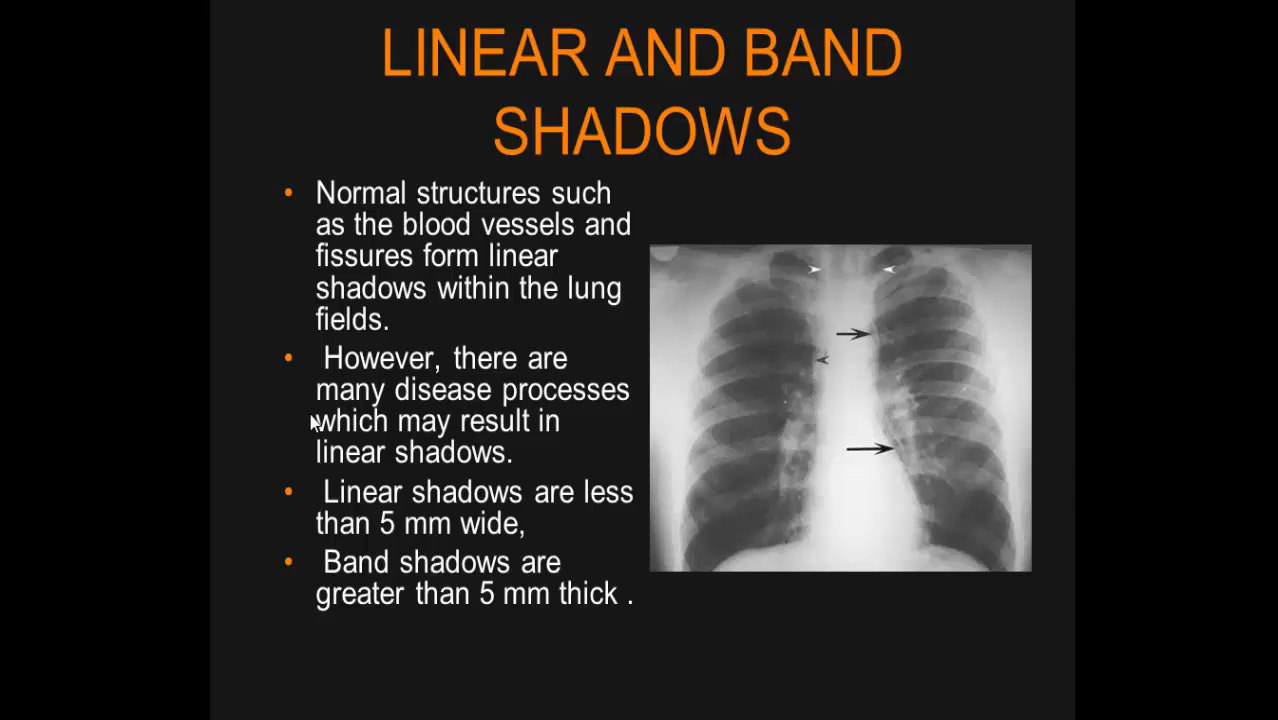 LINEAR AND BAND
SHADOWS
• Normal structures such
as the blood vessels and
fissures form linear
shadows within the lung
fields.
• However, there are
many disease processes
which may result in
linear shadows.
• Linear shadows are less
than 5 mm wide,
• Band shadows are
greater than 5 mm thick .